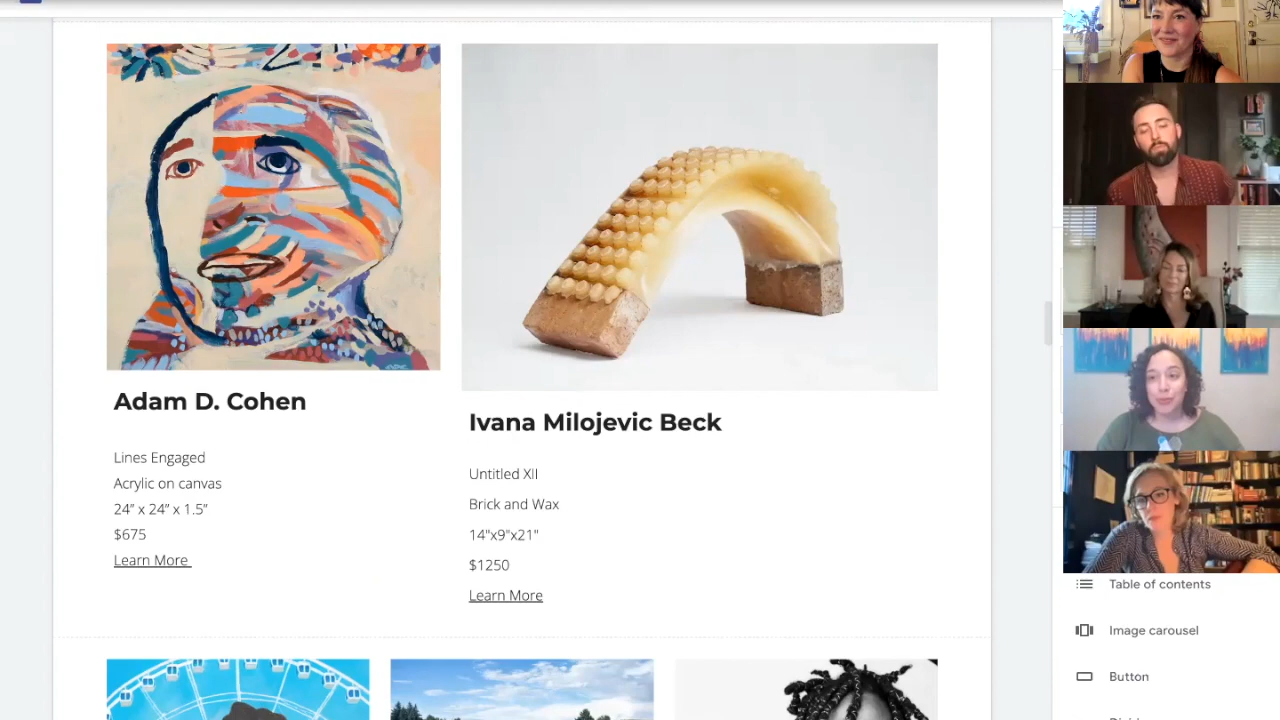 Adam D. Cohen
Lines Engaged
Acrylic on canvas
24” x 24” x 1.5”
$675
Learn More
Ivana Milojevic Beck
Untitled XII
Brick and Wax
14"x9"x21"
$1250
Learn More
Table of contents
Image carousel
Button